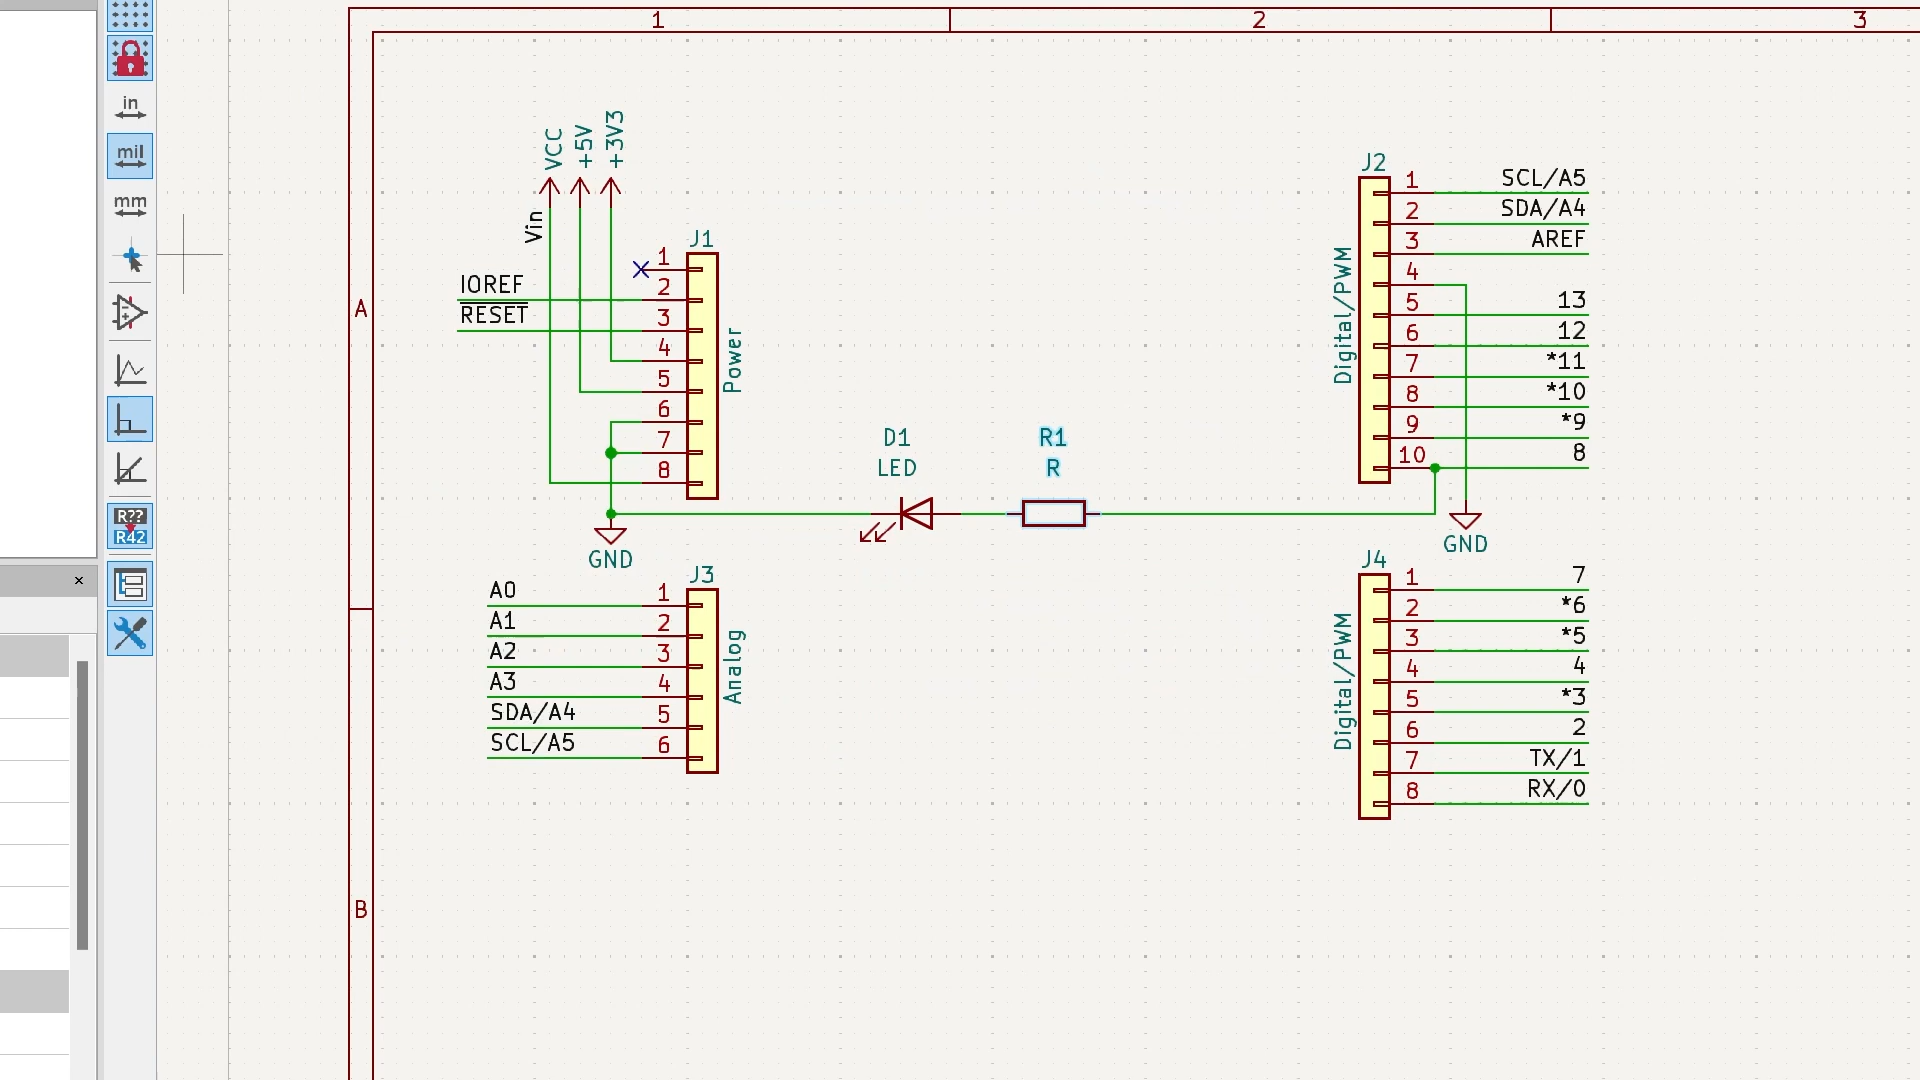 1 2 3
in
mil
mm
R??
R42
A
B
VCC
+5V
+3V3
Vin
IOREF
RESET
J1
1
2
3
4
5
6
7
8
Power
GND
D1
LED
R1
R
J2
Digital/PWM
1 SCL/A5
2 SDA/A4
3 AREF
4
5 13
6 12
7 *11
8 *10
9 *9
10 8
GND
J3
A0 1
A1 2
A2 3
A3 4
SDA/A4 5
SCL/A5 6
Analog
J4
Digital/PWM
1 7
2 *6
3 *5
4 4
5 *3
6 2
7 TX/1
8 RX/0